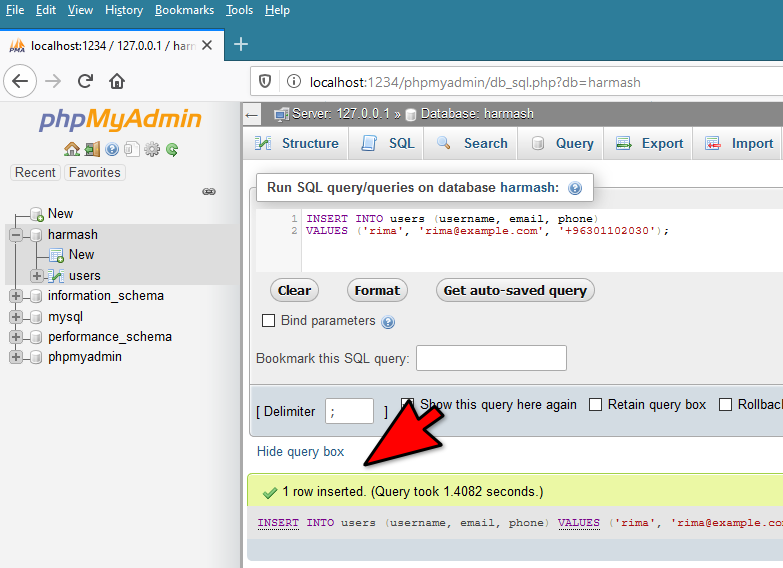 File Edit View History Bookmarks Tools Help
PMA localhost:1234 / 127.0.0.1 / harm
localhost:1234/phpmyadmin/db_sql.php?db=harmash
phpMyAdmin
Recent Favorites
New
harmash
New
users
information_schema
mysql
performance_schema
phpmyadmin
Server: 127.0.0.1 » Database: harmash
Structure SQL Search Query Export Import
Run SQL query/queries on database harmash:
1 INSERT INTO users (username, email, phone)
2 VALUES ('rima', 'rima@example.com', '+96301102030');
Clear Format Get auto-saved query
Bind parameters
Bookmark this SQL query:
[ Delimiter ; ] Show this query here again Retain query box Rollbac
Hide query box
1 row inserted. (Query took 1.4082 seconds.)
INSERT INTO users (username, email, phone) VALUES ('rima', 'rima@example.co